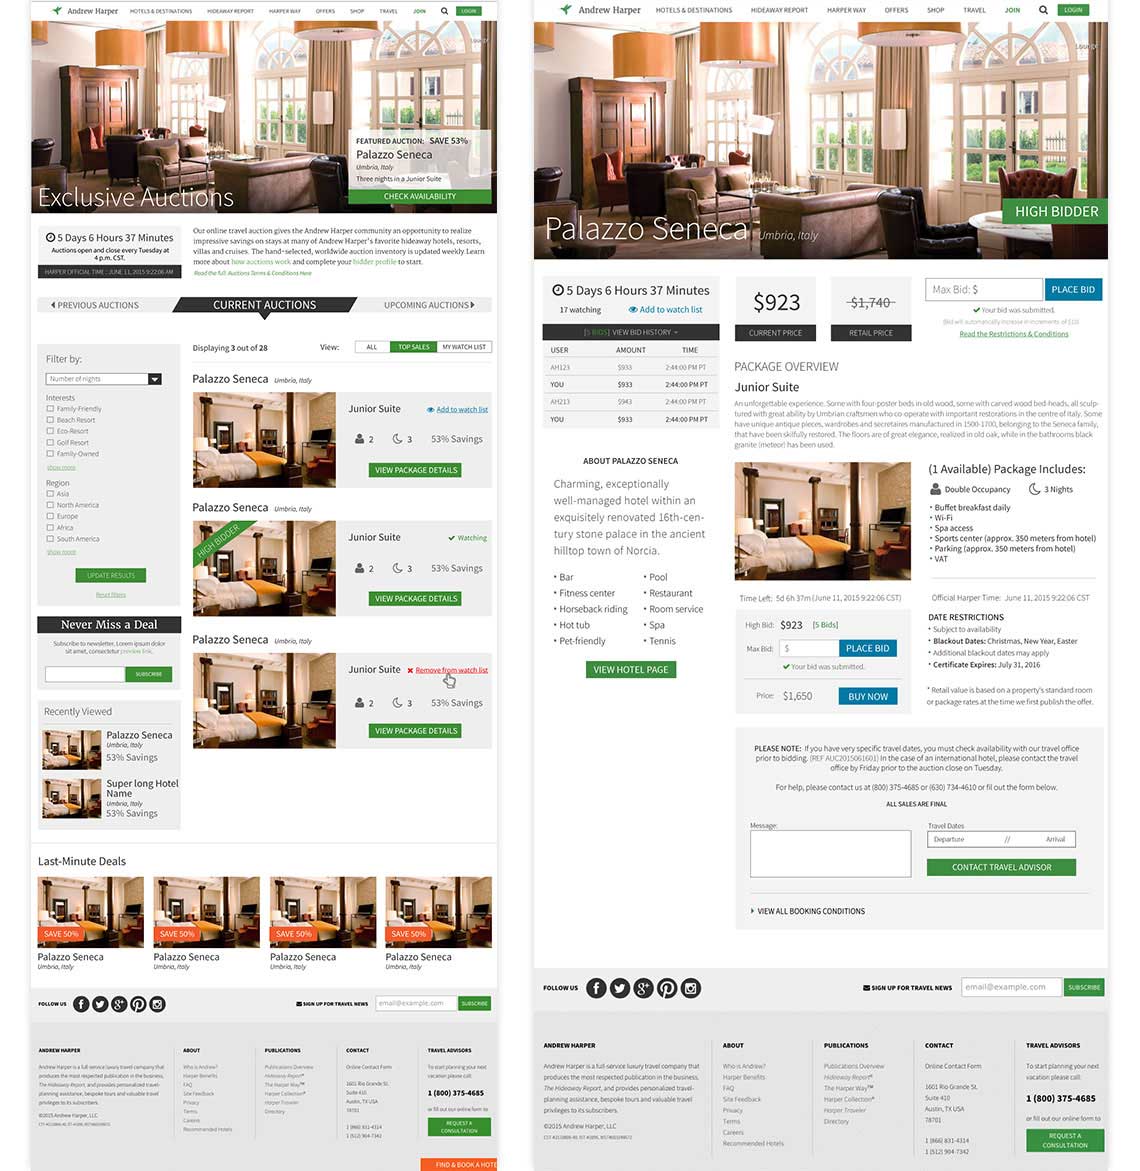 Andrew Harper
HOTELS & DESTINATIONS
HIDEAWAY REPORT
HARPER WAY
OFFERS
SHOP
TRAVEL
JOIN
LOGIN
FEATURED AUCTION: SAVE 53%
Palazzo Seneca
Umbria, Italy
Three nights in a Junior Suite
CHECK AVAILABILITY
Exclusive Auctions
5 Days 6 Hours 37 Minutes
Auctions open and close every Tuesday at
4 p.m. CST.
HARPER OFFICIAL TIME : JUNE 11, 2015 9:22:06 AM
Our online travel auction gives the Andrew Harper community an opportunity to realize
impressive savings on stays at many of Andrew Harper's favorite hideaway hotels, resorts,
villas and cruises. The hand-selected, worldwide auction inventory is updated weekly. Learn
more about how auctions work and complete your bidder profile to start.
Read the full Auctions Terms & Conditions Here
PREVIOUS AUCTIONS
CURRENT AUCTIONS
UPCOMING AUCTIONS
Filter by:
Number of nights
Interests
Family-Friendly
Beach Resort
Eco-Resort
Golf Resort
Family-Owned
show more
Region
Asia
North America
Europe
Africa
South America
show more
UPDATE RESULTS
Reset filters
Never Miss a Deal
Subscribe to newsletter. Lorem ipsum dolor
sit amet, consectetur preview link.
SUBSCRIBE
Recently Viewed
Palazzo Seneca
Umbria, Italy
53% Savings
Super long Hotel
Name
Umbria, Italy
53% Savings
Displaying 3 out of 28
View:
ALL
TOP SALES
MY WATCH LIST
Palazzo Seneca Umbria, Italy
Junior Suite
Add to watch list
2
3
53% Savings
VIEW PACKAGE DETAILS
Palazzo Seneca Umbria, Italy
HIGH BIDDER
Junior Suite
Watching
2
3
53% Savings
VIEW PACKAGE DETAILS
Palazzo Seneca Umbria, Italy
Junior Suite
Remove from watch list
2
3
53% Savings
VIEW PACKAGE DETAILS
Last-Minute Deals
SAVE 50%
SAVE 50%
SAVE 50%
SAVE 50%
Palazzo Seneca
Umbria, Italy
Palazzo Seneca
Umbria, Italy
Palazzo Seneca
Umbria, Italy
Palazzo Seneca
Umbria, Italy
FOLLOW US
SIGN UP FOR TRAVEL NEWS
email@example.com
SUBSCRIBE
ANDREW HARPER
Andrew Harper is a full-service luxury travel company that
produces the most respected publication in the business,
The Hideaway Report, and provides personalized travel-
planning assistance, bespoke tours and valuable travel
privileges to its subscribers.
©2015 Andrew Harper, LLC
ABOUT
Who is Andrew?
Harper Benefits
FAQ
Site Feedback
Privacy
Terms
Careers
Recommended Hotels
PUBLICATIONS
Publications Overview
Hideaway Report®
The Harper Way™
Harper Collection®
Harper Traveler
Directory
CONTACT
Online Contact Form
1601 Rio Grande St.
Suite 410
Austin, TX USA
78701
1 (866) 831-4314
1 (512) 904-7342
TRAVEL ADVISORS
To start planning your next
vacation please call:
1 (800) 375-4685
or fill out our online form to
REQUEST A
CONSULTATION
FIND & BOOK A HOTE
Andrew Harper
HOTELS & DESTINATIONS
HIDEAWAY REPORT
HARPER WAY
OFFERS
SHOP
TRAVEL
JOIN
LOGIN
HIGH BIDDER
Palazzo Seneca Umbria, Italy
5 Days 6 Hours 37 Minutes
17 watching
Add to watch list
[5 BIDS] VIEW BID HISTORY
USER AMOUNT TIME
AH123 $933 2:44:00 PM PT
YOU $933 2:44:00 PM PT
AH213 $943 2:44:00 PM PT
YOU $943 2:44:00 PM PT
ABOUT PALAZZO SENECA
Charming, exceptionally
well-managed hotel within an
exquisitely renovated 16th-cen-
tury stone palace in the ancient
hilltop town of Norcia.
• Bar
• Fitness center
• Horseback riding
• Hot tub
• Pet-friendly
• Pool
• Restaurant
• Room service
• Spa
• Tennis
VIEW HOTEL PAGE
$923
CURRENT PRICE
$1,740
RETAIL PRICE
Max Bid: $
PLACE BID
Your bid was submitted.
Bid will automatically increase in increments of $10
Read the Restrictions & Conditions
PACKAGE OVERVIEW
Junior Suite
An unforgettable experience. Some with four-poster beds in old wood, some with carved wood bed-heads, all sculp-
tured with great ability by Umbrian craftsmen who co-operate with important restorations in the centre of Italy. Some
have unique antique pieces, wardrobes and secretaires manufactured in 1500-1700, belonging to the Seneca family,
that have been skilfully restored. The floors are of great elegance, realized in old oak, while in the bathrooms black
granite (meteor) has been used.
(1 Available) Package Includes:
Double Occupancy
3 Nights
• Buffet breakfast daily
• Wi-Fi
• Spa access
• Sports center (approx. 350 meters from hotel)
• Parking (approx. 350 meters from hotel)
• VAT
Time Left: 5d 6h 37m (June 11, 2015 9:22:06 CST)
Official Harper Time: June 11, 2015 9:22:06 AM CST
High Bid: $923 [5 Bids]
Max Bid:
$
PLACE BID
Your bid was submitted.
Price: $1,650
BUY NOW
DATE RESTRICTIONS
• Subject to availability
• Blackout Dates: Christmas, New Year, Easter
• Additional blackout dates may apply
• Certificate Expires: July 31, 2016
* Retail value is based on a property's standard room
or package rates at the time we first publish the offer.
PLEASE NOTE: If you have very specific travel dates, you must check availability with our travel office
prior to bidding. (REF AUC2015061601) In the case of an international hotel, please contact the travel
office by Friday prior to the auction close on Tuesday.
For help, please contact us at (800) 375-4685 or (630) 734-4610 or fil out the form below.
ALL SALES ARE FINAL
Message:
Travel Dates
Departure // Arrival
CONTACT TRAVEL ADVISOR
VIEW ALL BOOKING CONDITIONS
FOLLOW US
SIGN UP FOR TRAVEL NEWS
email@example.com
SUBSCRIBE
ANDREW HARPER
Andrew Harper is a full-service luxury travel company that
produces the most respected publication in the business,
The Hideaway Report, and provides personalized travel-
planning assistance, bespoke tours and valuable travel
privileges to its subscribers.
©2015 Andrew Harper, LLC
ABOUT
Who is Andrew?
Harper Benefits
FAQ
Site Feedback
Privacy
Terms
Careers
Recommended Hotels
PUBLICATIONS
Publications Overview
Hideaway Report®
The Harper Way™
Harper Collection®
Harper Traveler
Directory
CONTACT
Online Contact Form
1601 Rio Grande St.
Suite 410
Austin, TX USA
78701
1 (866) 831-4314
1 (512) 904-7342
TRAVEL ADVISORS
To start planning your next
vacation please call:
1 (800) 375-4685
or fill out our online form to
REQUEST A
CONSULTATION